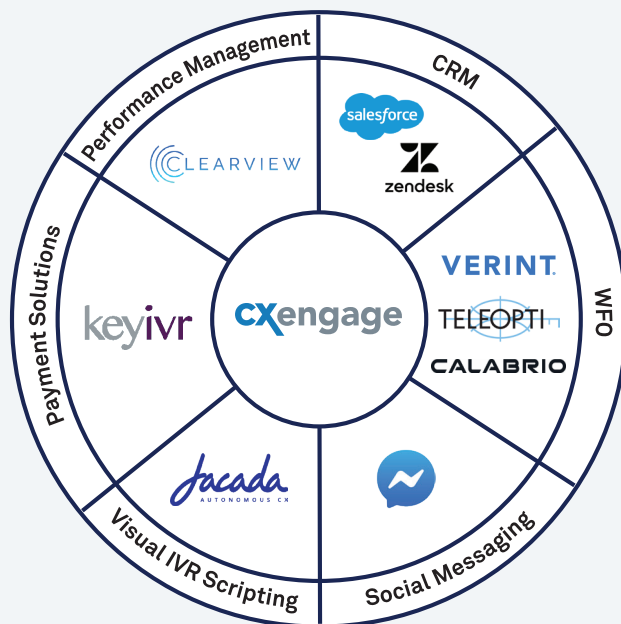 Performance Management
CRM
salesforce
zendesk
CLEARVIEW
VERINT.
TELEOPTI
CALABRIO
WFO
Payment Solutions
keyivr
cxengage
Jacada
AUTONOMOUS CX
Visual IVR Scripting
Social Messaging